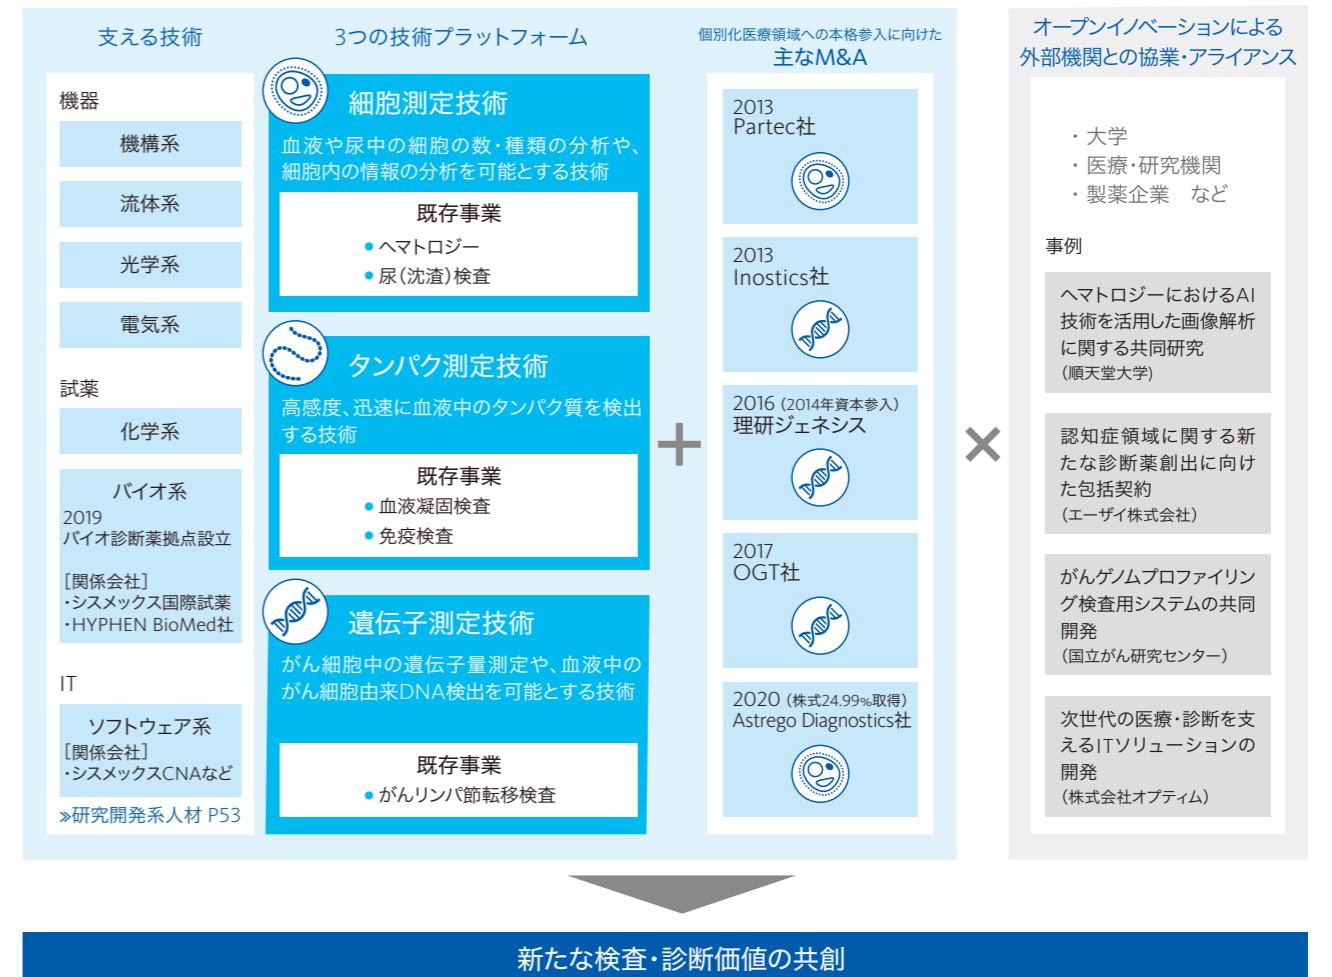 支える技術
機器
機構系
流体系
光学系
電気系
試薬
化学系
バイオ系
2019
バイオ診断薬拠点設立
［関係会社］
・シスメックス国際試薬
・HYPHEN BioMed社
IT
ソフトウェア系
［関係会社］
・シスメックスCNAなど
≫研究開発系人材 P53
3つの技術プラットフォーム
細胞測定技術
血液や尿中の細胞の数・種類の分析や、
細胞内の情報の分析を可能とする技術
既存事業
● ヘマトロジー
● 尿（沈渣）検査
タンパク測定技術
高感度、迅速に血液中のタンパク質を検出
する技術
既存事業
● 血液凝固検査
● 免疫検査
遺伝子測定技術
がん細胞中の遺伝子量測定や、血液中の
がん細胞由来DNA検出を可能とする技術
既存事業
● がんリンパ節転移検査
＋
個別化医療領域への本格参入に向けた
主なM&A
2013
Partec社
2013
Inostics社
2016（2014年資本参入）
理研ジェネシス
2017
OGT社
2020（株式24.99%取得）
Astrego Diagnostics社
×
オープンイノベーションによる
外部機関との協業・アライアンス
・大学
・医療・研究機関
・製薬企業　など
事例
ヘマトロジーにおけるAI
技術を活用した画像解析
に関する共同研究
（順天堂大学)
認知症領域に関する新
たな診断薬創出に向け
た包括契約
（エーザイ株式会社）
がんゲノムプロファイリン
グ検査用システムの共同
開発
（国立がん研究センター）
次世代の医療・診断を支
えるITソリューションの
開発
（株式会社オプティム）
新たな検査・診断価値の共創